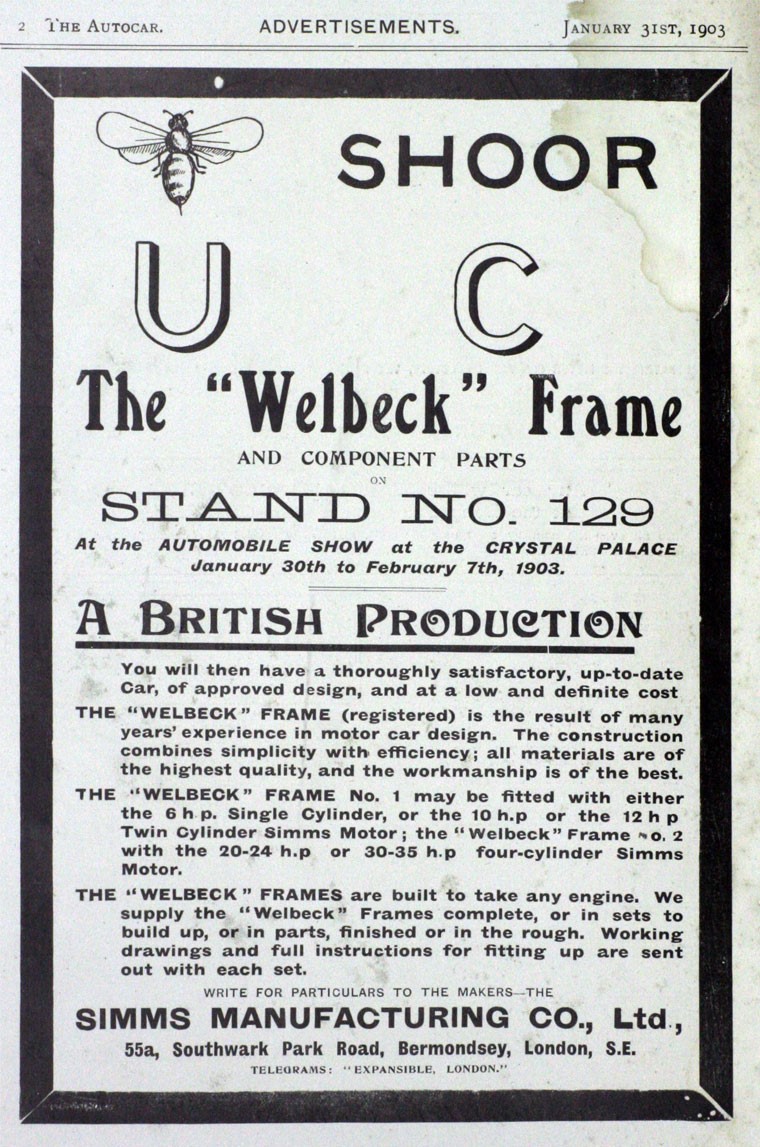 2 THE AUTOCAR. ADVERTISEMENTS. JANUARY 31ST, 1903
SHOOR
U C
The "Welbeck" Frame
AND COMPONENT PARTS
ON
STAND NO. 129
At the AUTOMOBILE SHOW at the CRYSTAL PALACE
January 30th to February 7th, 1903.
A BRITISH PRODUCTION
You will then have a thoroughly satisfactory, up-to-date
Car, of approved design, and at a low and definite cost
THE "WELBECK" FRAME (registered) is the result of many
years' experience in motor car design. The construction
combines simplicity with efficiency; all materials are of
the highest quality, and the workmanship is of the best.
THE "WELBECK" FRAME No. 1 may be fitted with either
the 6 h p. Single Cylinder, or the 10 h.p or the 12 h p
Twin Cylinder Simms Motor; the "Welbeck" Frame No. 2
with the 20-24 h.p or 30-35 h.p four-cylinder Simms
Motor.
THE "WELBECK" FRAMES are built to take any engine. We
supply the "Welbeck" Frames complete, or in sets to
build up, or in parts, finished or in the rough. Working
drawings and full instructions for fitting up are sent
out with each set.
WRITE FOR PARTICULARS TO THE MAKERS—THE
SIMMS MANUFACTURING CO., Ltd.,
55a, Southwark Park Road, Bermondsey, London, S.E.
TELEGRAMS: "EXPANSIBLE, LONDON."